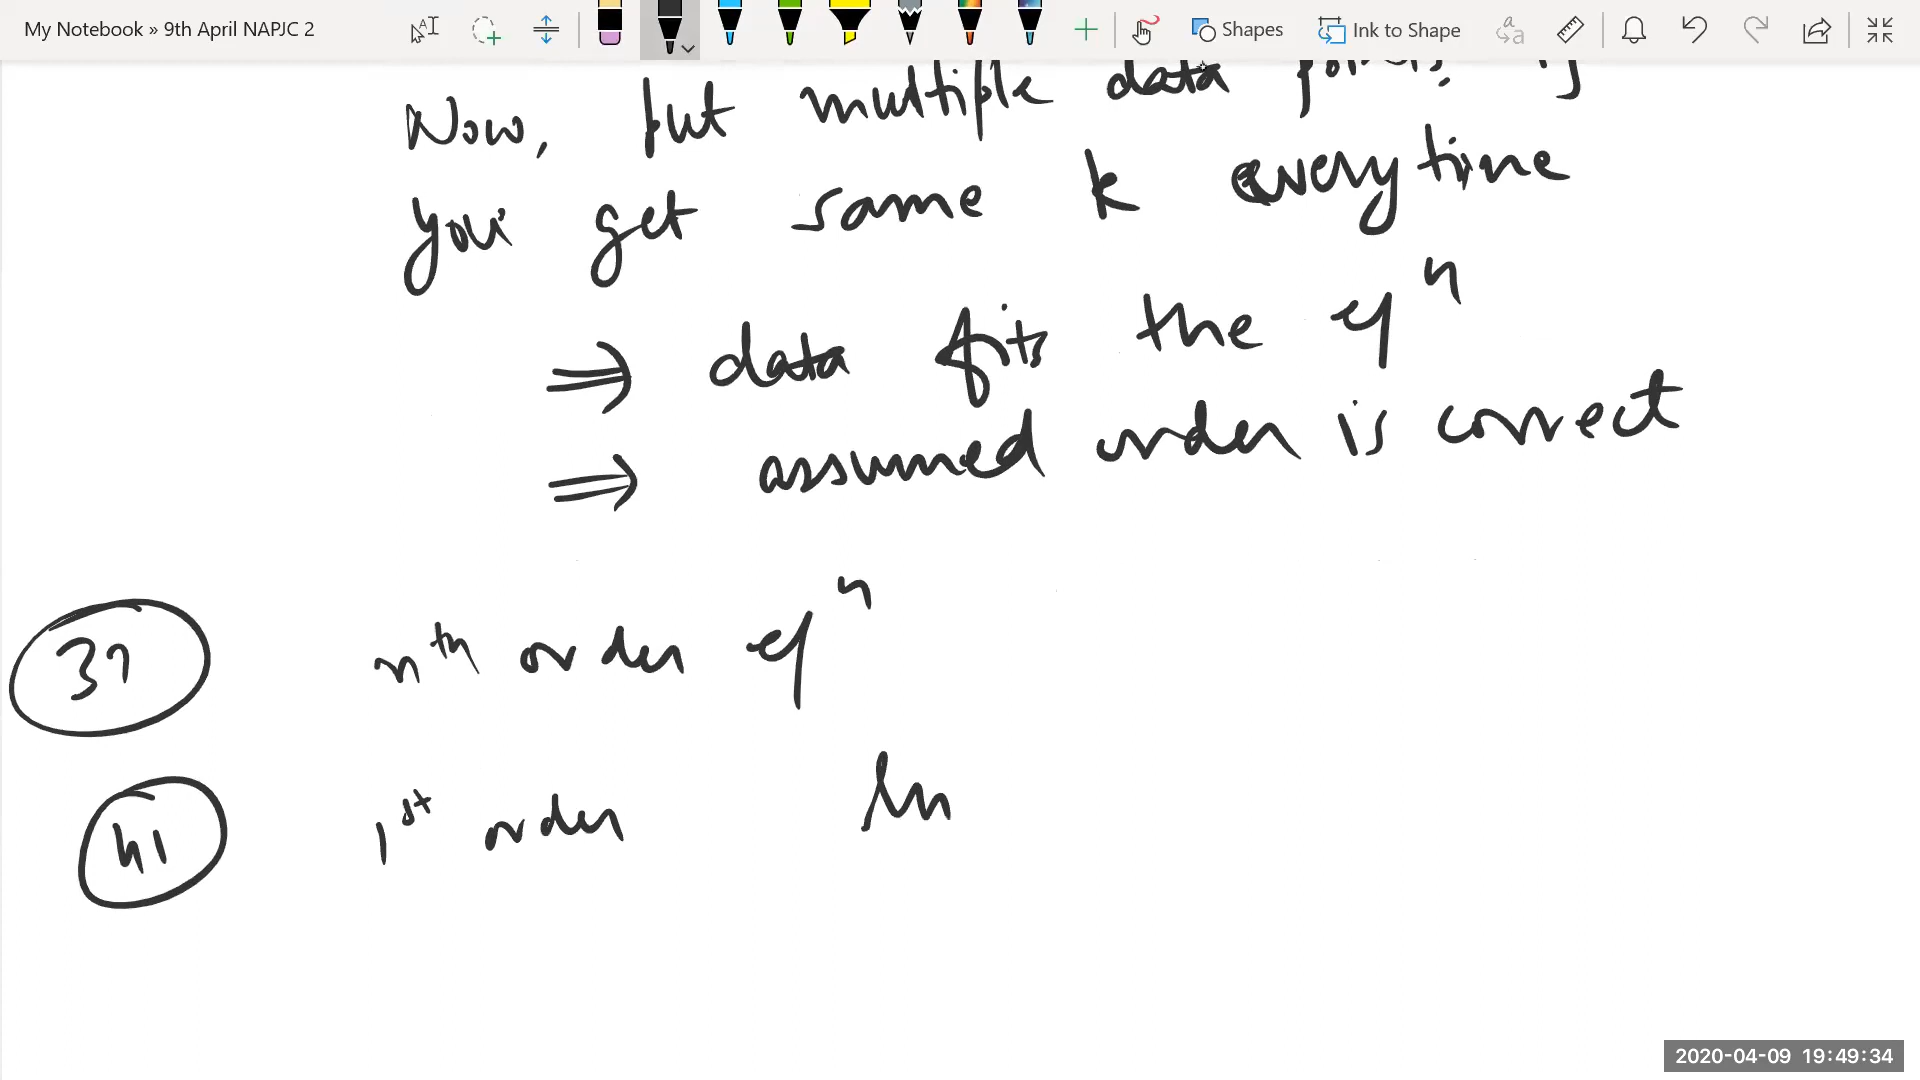 My Notebook » 9th April NAPJC 2
Shapes
Ink to Shape
Now, put multiple data points. if
you get same k everytime
⇒ data fits the eqⁿ
⇒ assumed order is correct
nᵗʰ order eqⁿ
41 1ˢᵗ order ln
2020-04-09 19:49:34